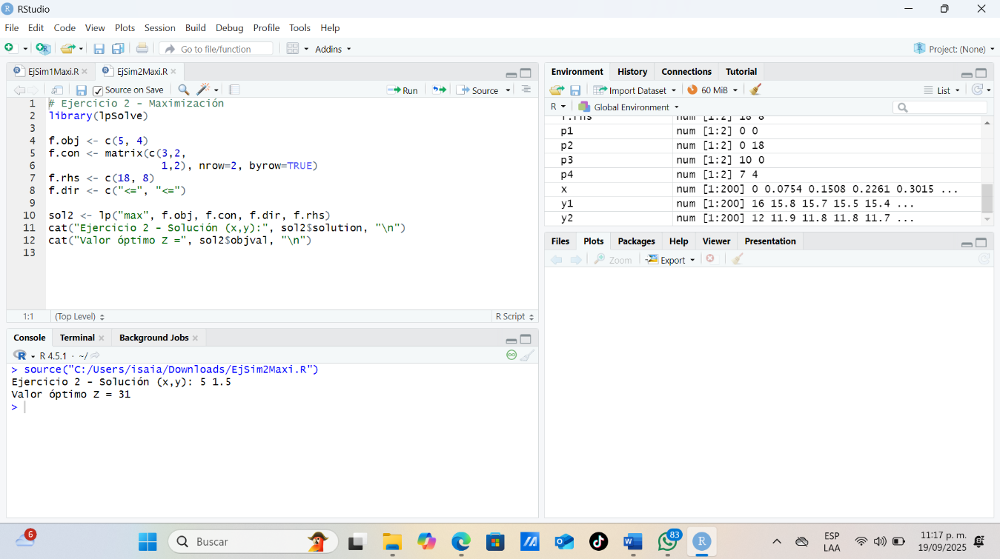 RStudio
File Edit Code View Plots Session Build Debug Profile Tools Help
Go to file/function Addins Project: (None)
EjSim1Maxi.R EjSim2Maxi.R
Source on Save Run Source
1 # Ejercicio 2 - Maximización
2 library(lpSolve)
3
4 f.obj <- c(5, 4)
5 f.con <- matrix(c(3,2,
6 1,2), nrow=2, byrow=TRUE)
7 f.rhs <- c(18, 8)
8 f.dir <- c("<=", "<=")
9
10 sol2 <- lp("max", f.obj, f.con, f.dir, f.rhs)
11 cat("Ejercicio 2 - Solución (x,y):", sol2$solution, "\n")
12 cat("Valor óptimo Z =", sol2$objval, "\n")
13
1:1 (Top Level) R Script
Console Terminal Background Jobs
R 4.5.1 · ~/
> source("C:/Users/isaia/Downloads/EjSim2Maxi.R")
Ejercicio 2 - Solución (x,y): 5 1.5
Valor óptimo Z = 31
>
Environment History Connections Tutorial
Import Dataset 60 MiB List
R Global Environment
f.rhs num [1:2] 18 8
p1 num [1:2] 0 0
p2 num [1:2] 0 18
p3 num [1:2] 10 0
p4 num [1:2] 7 4
x num [1:200] 0 0.0754 0.1508 0.2261 0.3015 ...
y1 num [1:200] 16 15.8 15.7 15.5 15.4 ...
y2 num [1:200] 12 11.9 11.8 11.8 11.7 ...
Files Plots Packages Help Viewer Presentation
Zoom Export
6
Buscar
83
ESP
LAA
11:17 p. m.
19/09/2025